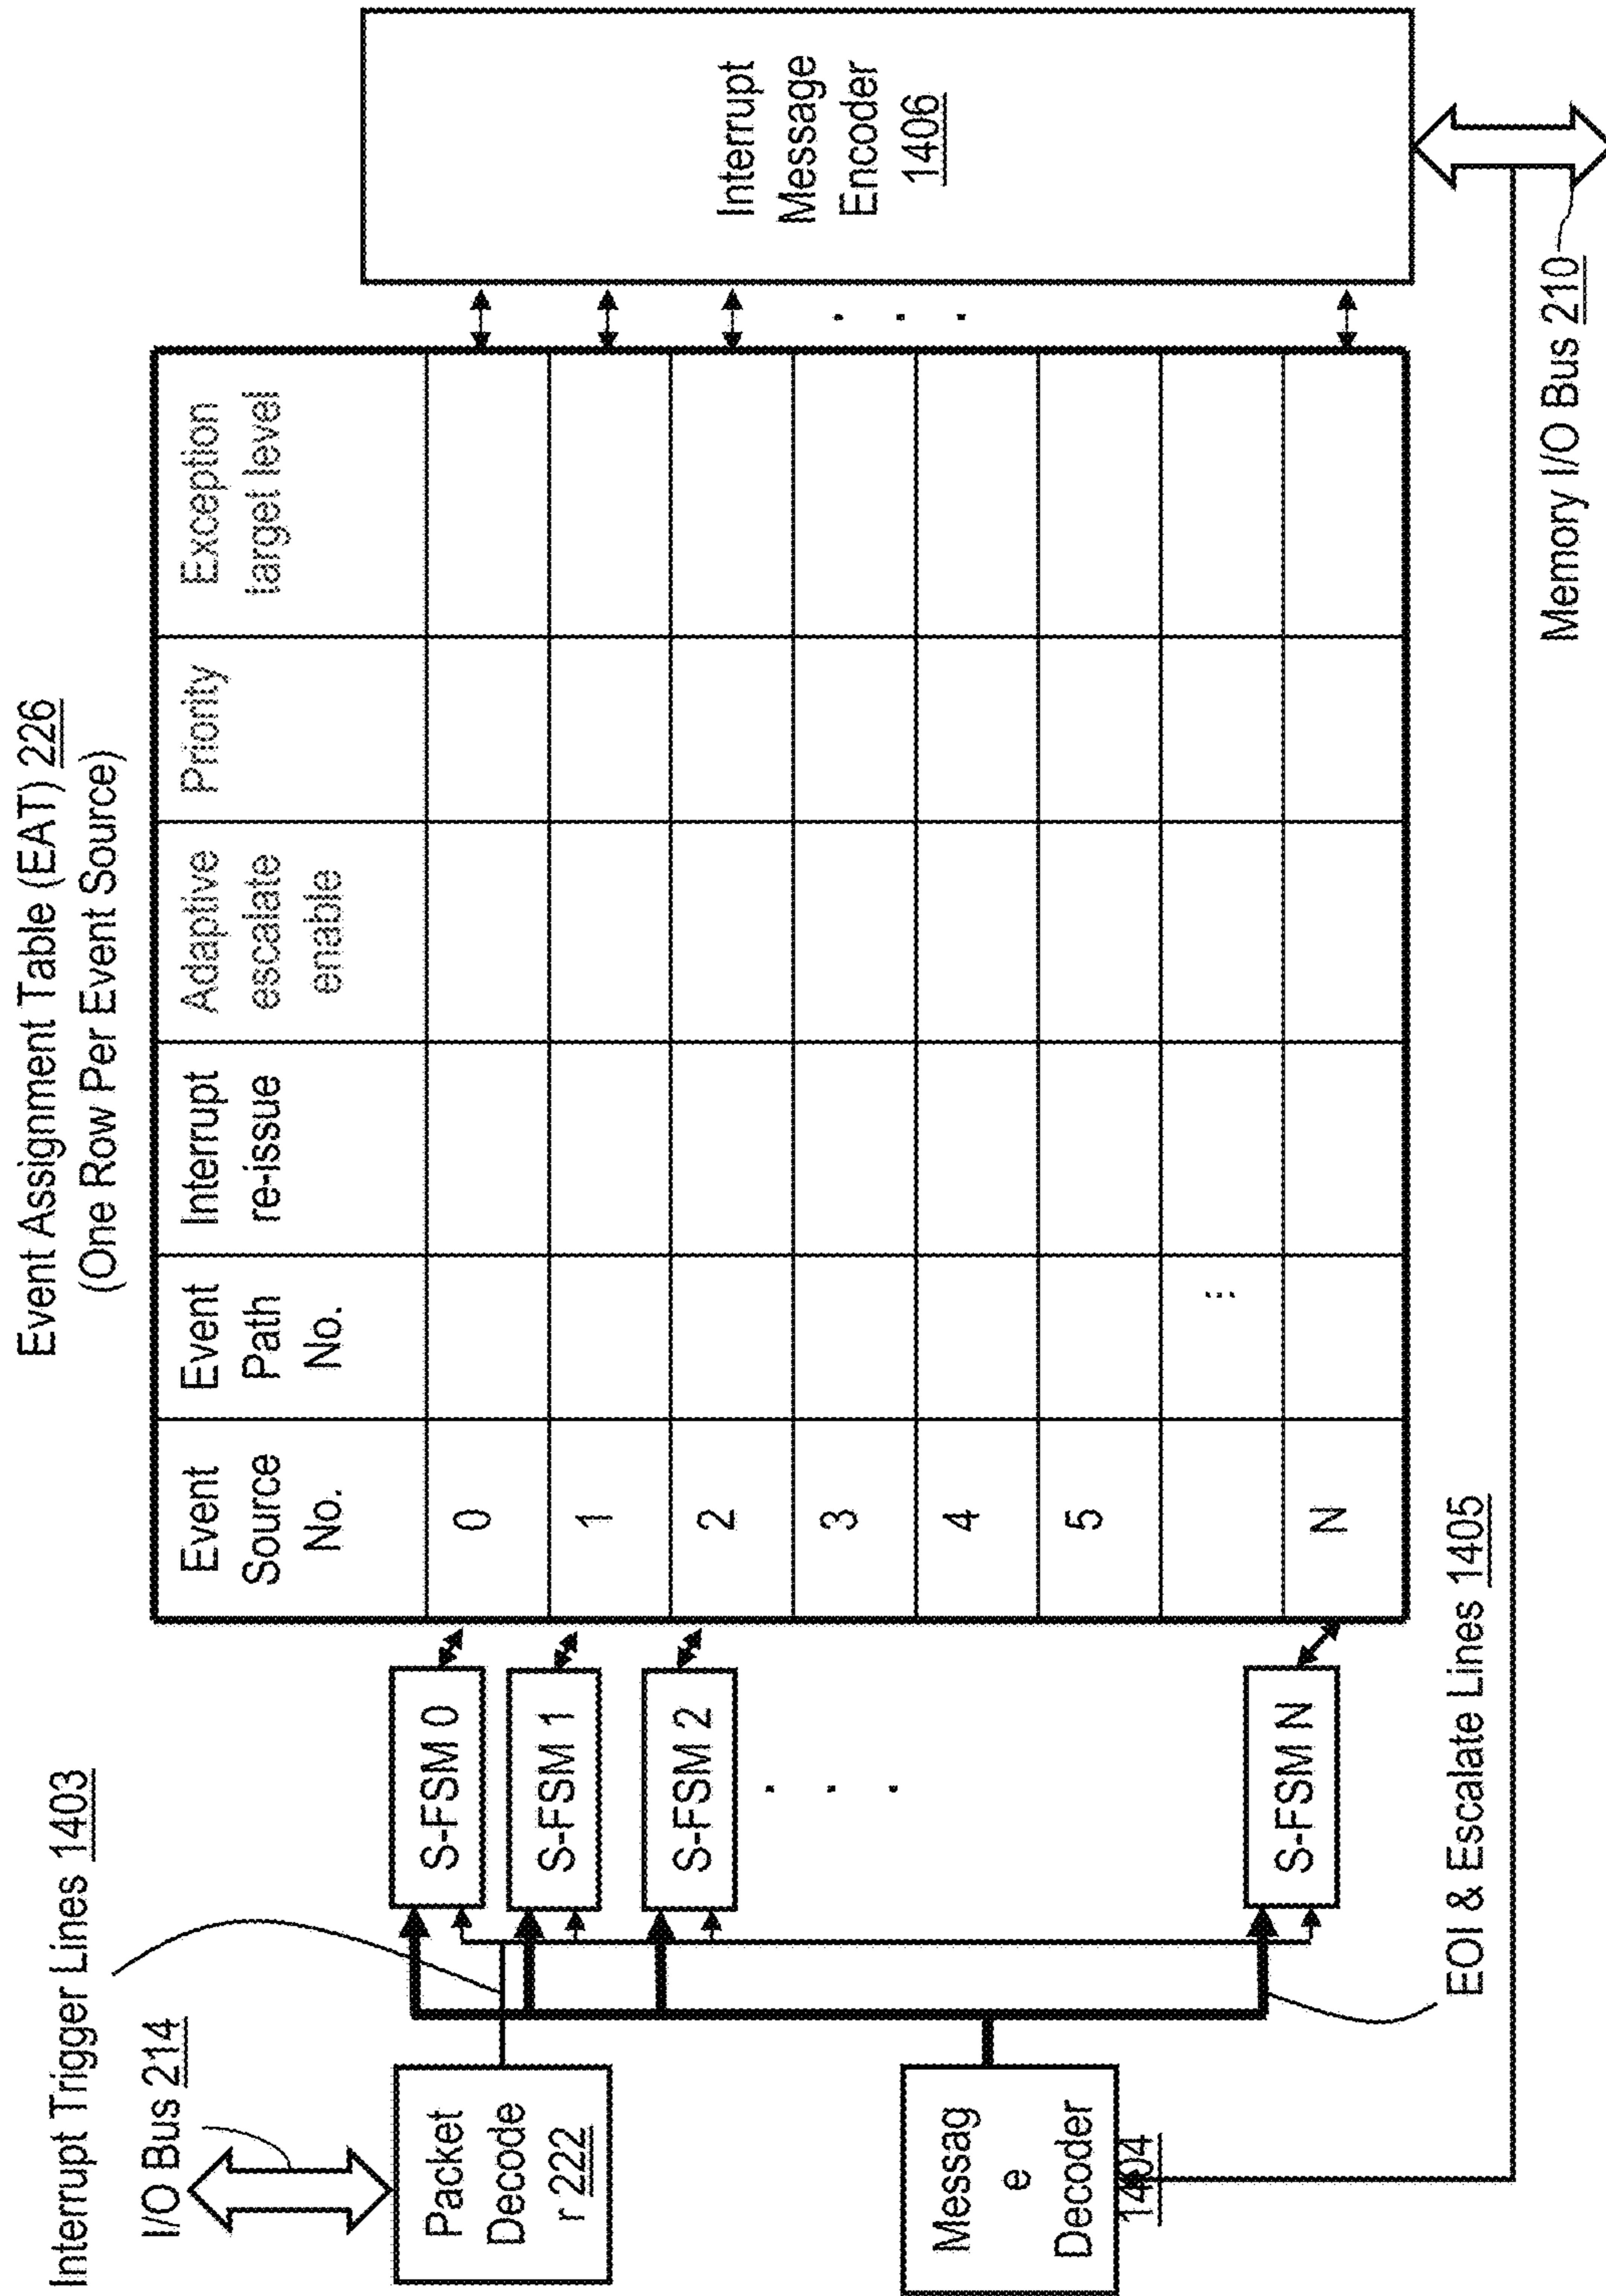 Event Assignment Table (EAT) 226
(One Row Per Event Source)
Interrupt Trigger Lines 1403
I/O Bus 214
Packet
Decode
r 222
Messag
e
Decoder
1404
S-FSM 0
S-FSM 1
S-FSM 2
. . .
S-FSM N
EOI & Escalate Lines 1405
Event
Source
No.
Event
Path
No.
Interrupt
re-issue
Adaptive
escalate
enable
Priority
Exception
target level
0
1
2
3
4
5
...
N
. . .
Interrupt
Message
Encoder
1406
Memory I/O Bus 210